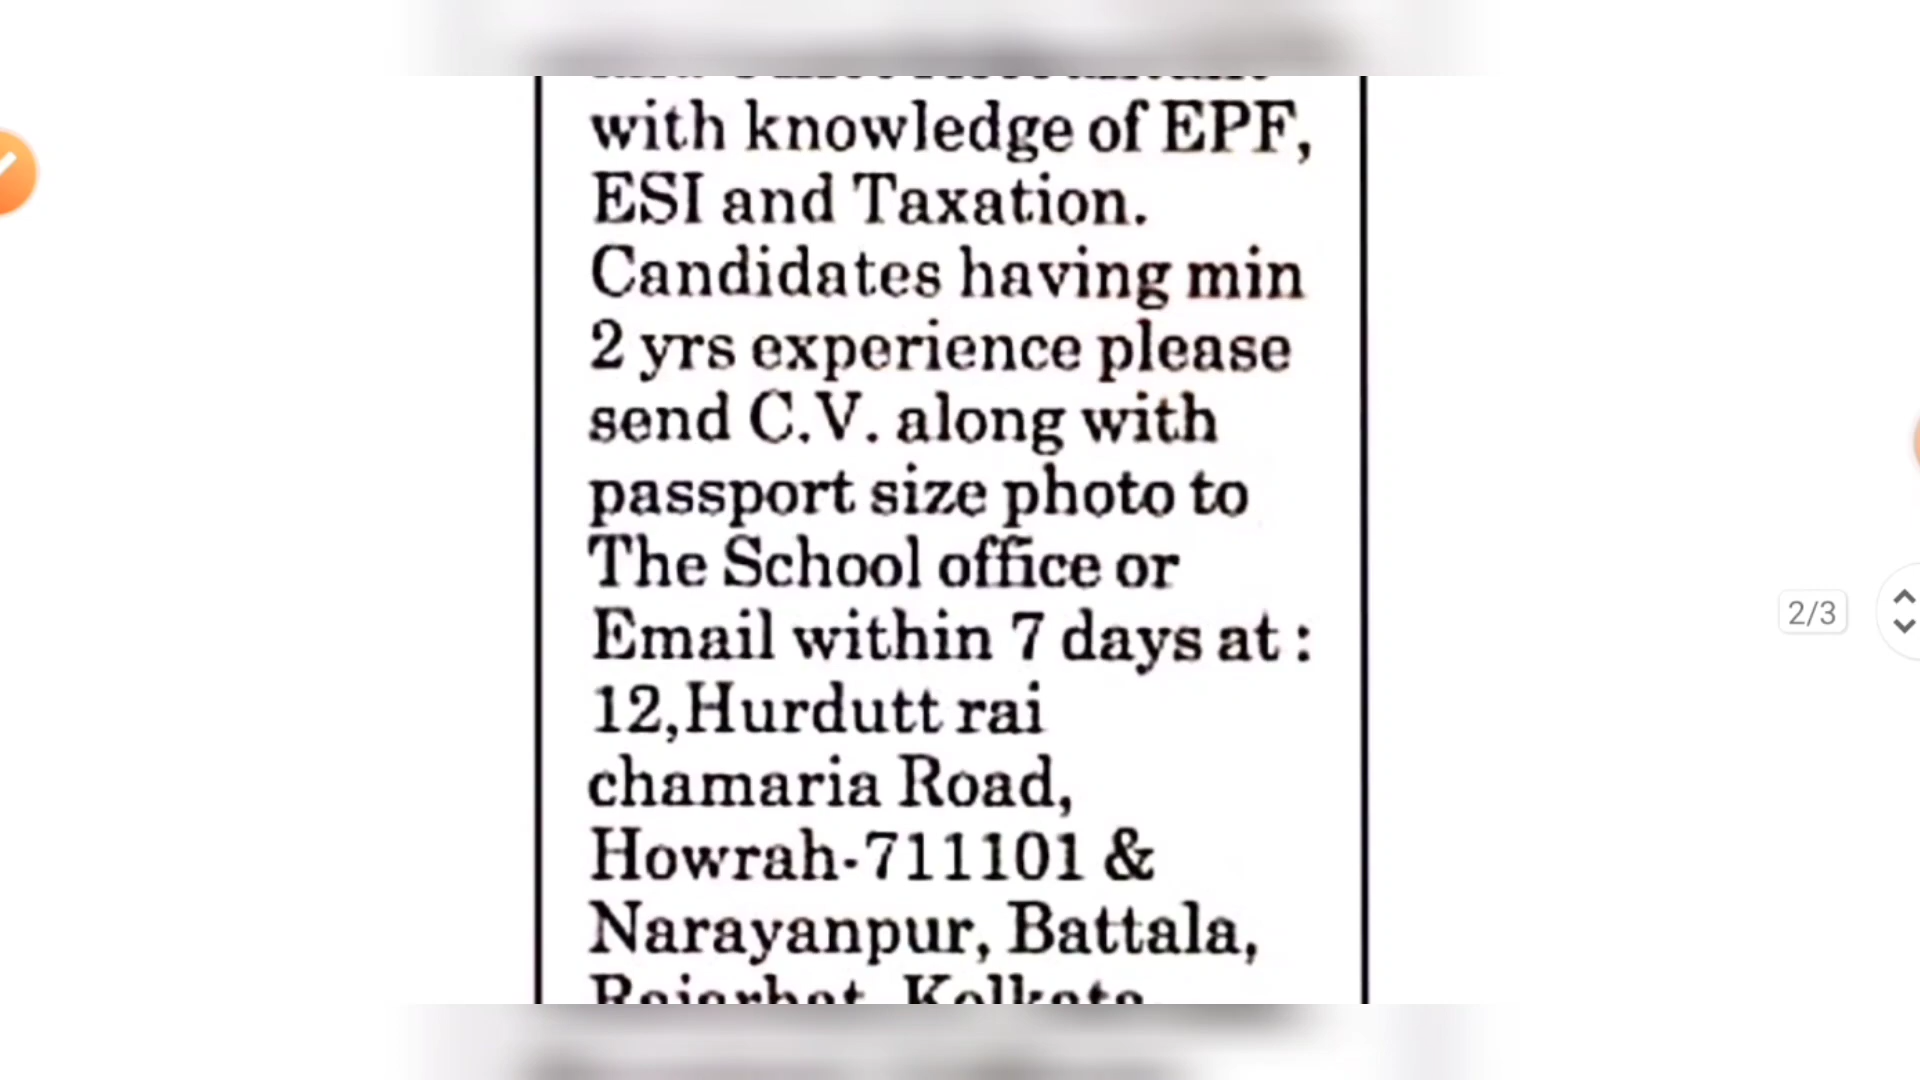 with knowledge of EPF,
ESI and Taxation.
Candidates having min
2 yrs experience please
send C.V. along with
passport size photo to
The School office or
Email within 7 days at :
12,Hurdutt rai
chamaria Road,
Howrah-711101 &
Narayanpur, Battala,
Rajarhat, Kolkata
2/3